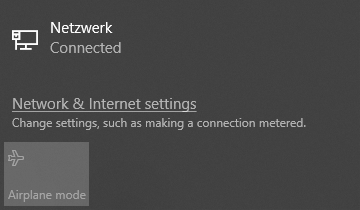 Netzwerk
Connected
Network & Internet settings
Change settings, such as making a connection metered.
Airplane mode